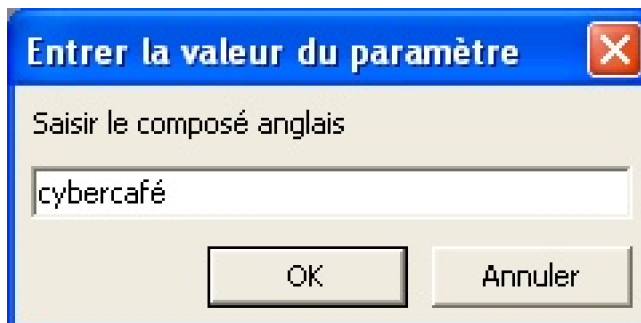 Entrer la valeur du paramètre
Saisir le composé anglais
cybercafé
OK Annuler